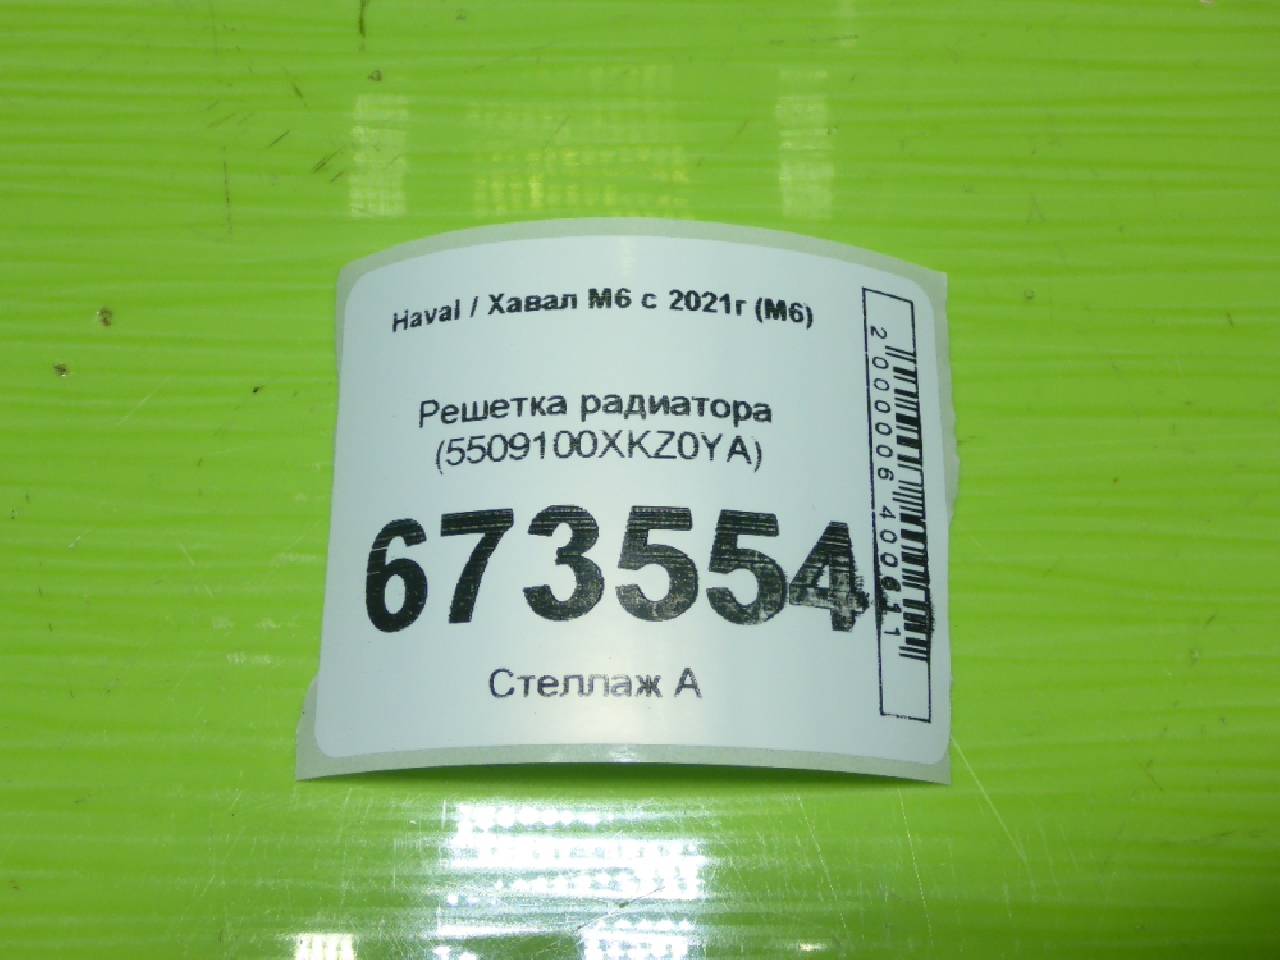 Haval / Хавал М6 с 2021г (М6)
Решетка радиатора
(5509100XKZ0YA)
673554
Стеллаж А